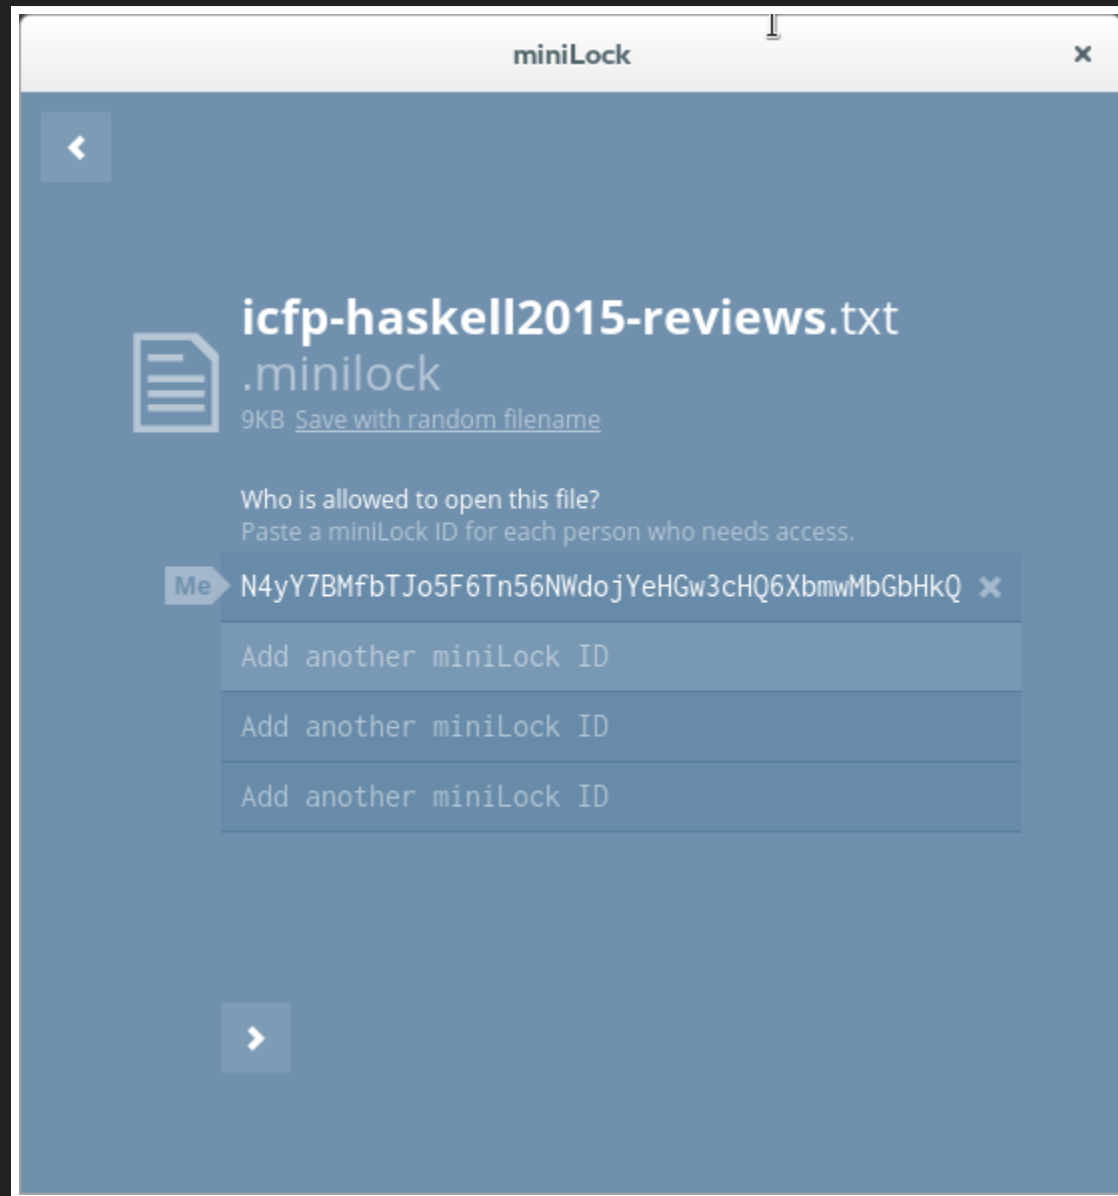 miniLock
icfp-haskell2015-reviews.txt
.minilock
9KB Save with random filename
Who is allowed to open this file?
Paste a miniLock ID for each person who needs access.
Me N4yY7BMfbTJo5F6Tn56NWdojYeHGw3cHQ6XbmwMbGbHkQ
Add another miniLock ID
Add another miniLock ID
Add another miniLock ID